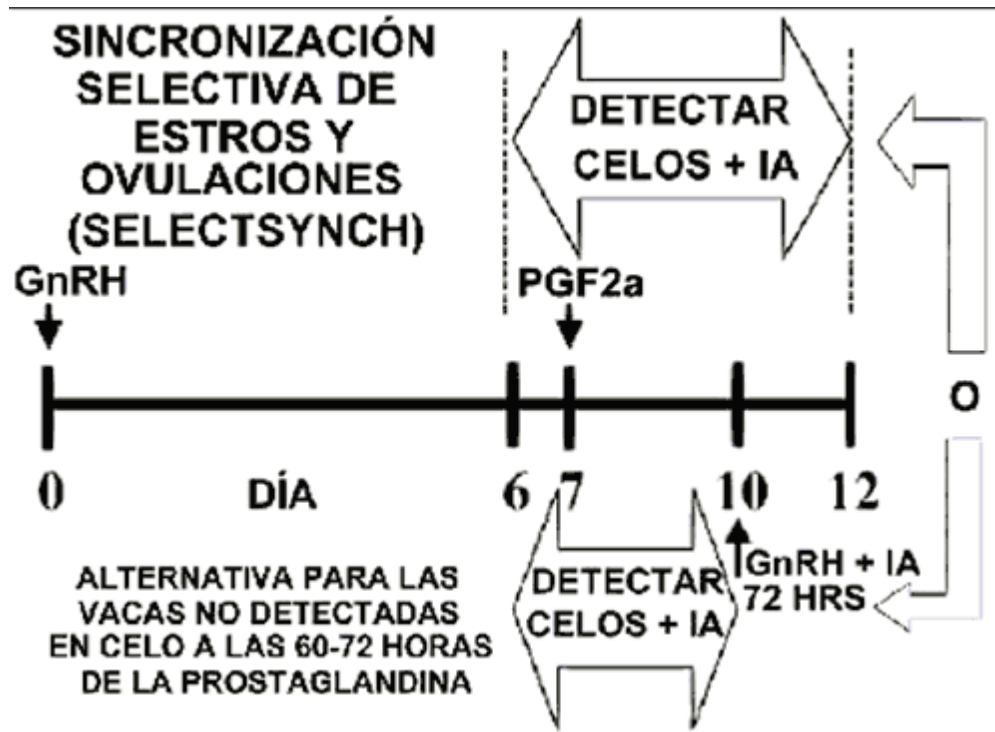 SINCRONIZACIÓN
SELECTIVA DE
ESTROS Y
OVULACIONES
(SELECTSYNCH)
DETECTAR
CELOS + IA
GnRH
PGF2a
O
0
DÍA
6
7
10
12
ALTERNATIVA PARA LAS
VACAS NO DETECTADAS
EN CELO A LAS 60-72 HORAS
DE LA PROSTAGLANDINA
DETECTAR
CELOS + IA
GnRH + IA
72 HRS